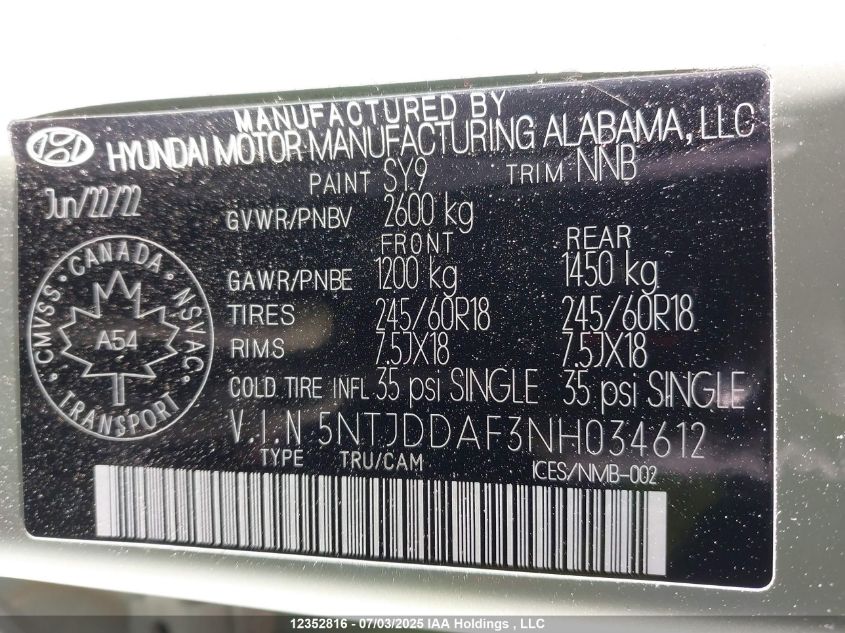 MANUFACTURED BY
HYUNDAI MOTOR MANUFACTURING ALABAMA, LLC
Jun/22/22
PAINT SY9 TRIM NNB
GVWR/PNBV 2600 kg
FRONT REAR
GAWR/PNBE 1200 kg 1450 kg
TIRES 245/60R18 245/60R18
RIMS 7.5JX18 7.5JX18
COLD TIRE INFL 35 psi SINGLE 35 psi SINGLE
V.I.N 5NTJDDAF3NH034612
TYPE TRU/CAM ICES/NMB-002
CMVSS · CANADA · NSVAC
A54
TRANSPORT
12352816 - 07/03/2025 IAA Holdings , LLC